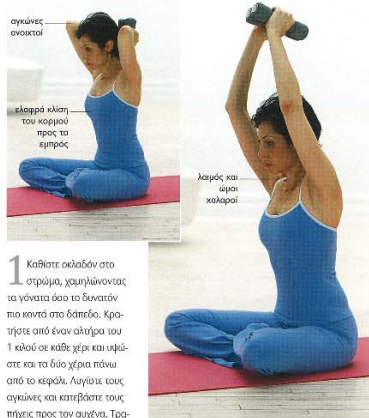 αγκώνες
ανοικτοί
ελαφρά κλίση
του κορμού
προς τα
εμπρός
λαιμός και
ώμοι
χαλαροί
1 Καθίστε οκλαδόν στο
στρώμα, χαμηλώνοντας
τα γόνατα όσο το δυνατόν
πιο κοντά στο δάπεδο. Κρα-
τήστε από έναν αλτήρα του
1 κιλού σε κάθε χέρι και υψώ-
στε και τα δύο χέρια πάνω
από το κεφάλι. Λυγίστε τους
αγκώνες και κατεβάστε τους
πήχεις προς τον αυχένα. Τρα-